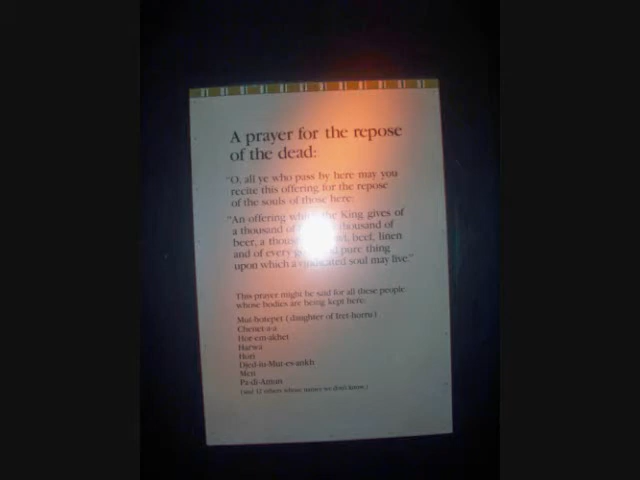 A prayer for the repose
of the dead:
"O, all ye who pass by here may you
recite this offering for the repose
of the souls of those here:
"An offering which the King gives of
a thousand of thousand of
beer, a thousand beef, linen
and of every pure thing
upon which a vindicated soul may live."
This prayer might be said for all these people
whose bodies are being kept here:
Mut-hotepet (daughter of Iret-horru)
Chenet-a-a
Hor-em-akhet
Harwa
Hori
Djed-to-Mut-es-ankh
Men
Pa-di-Amun
(and 12 others whose names we don't know.)